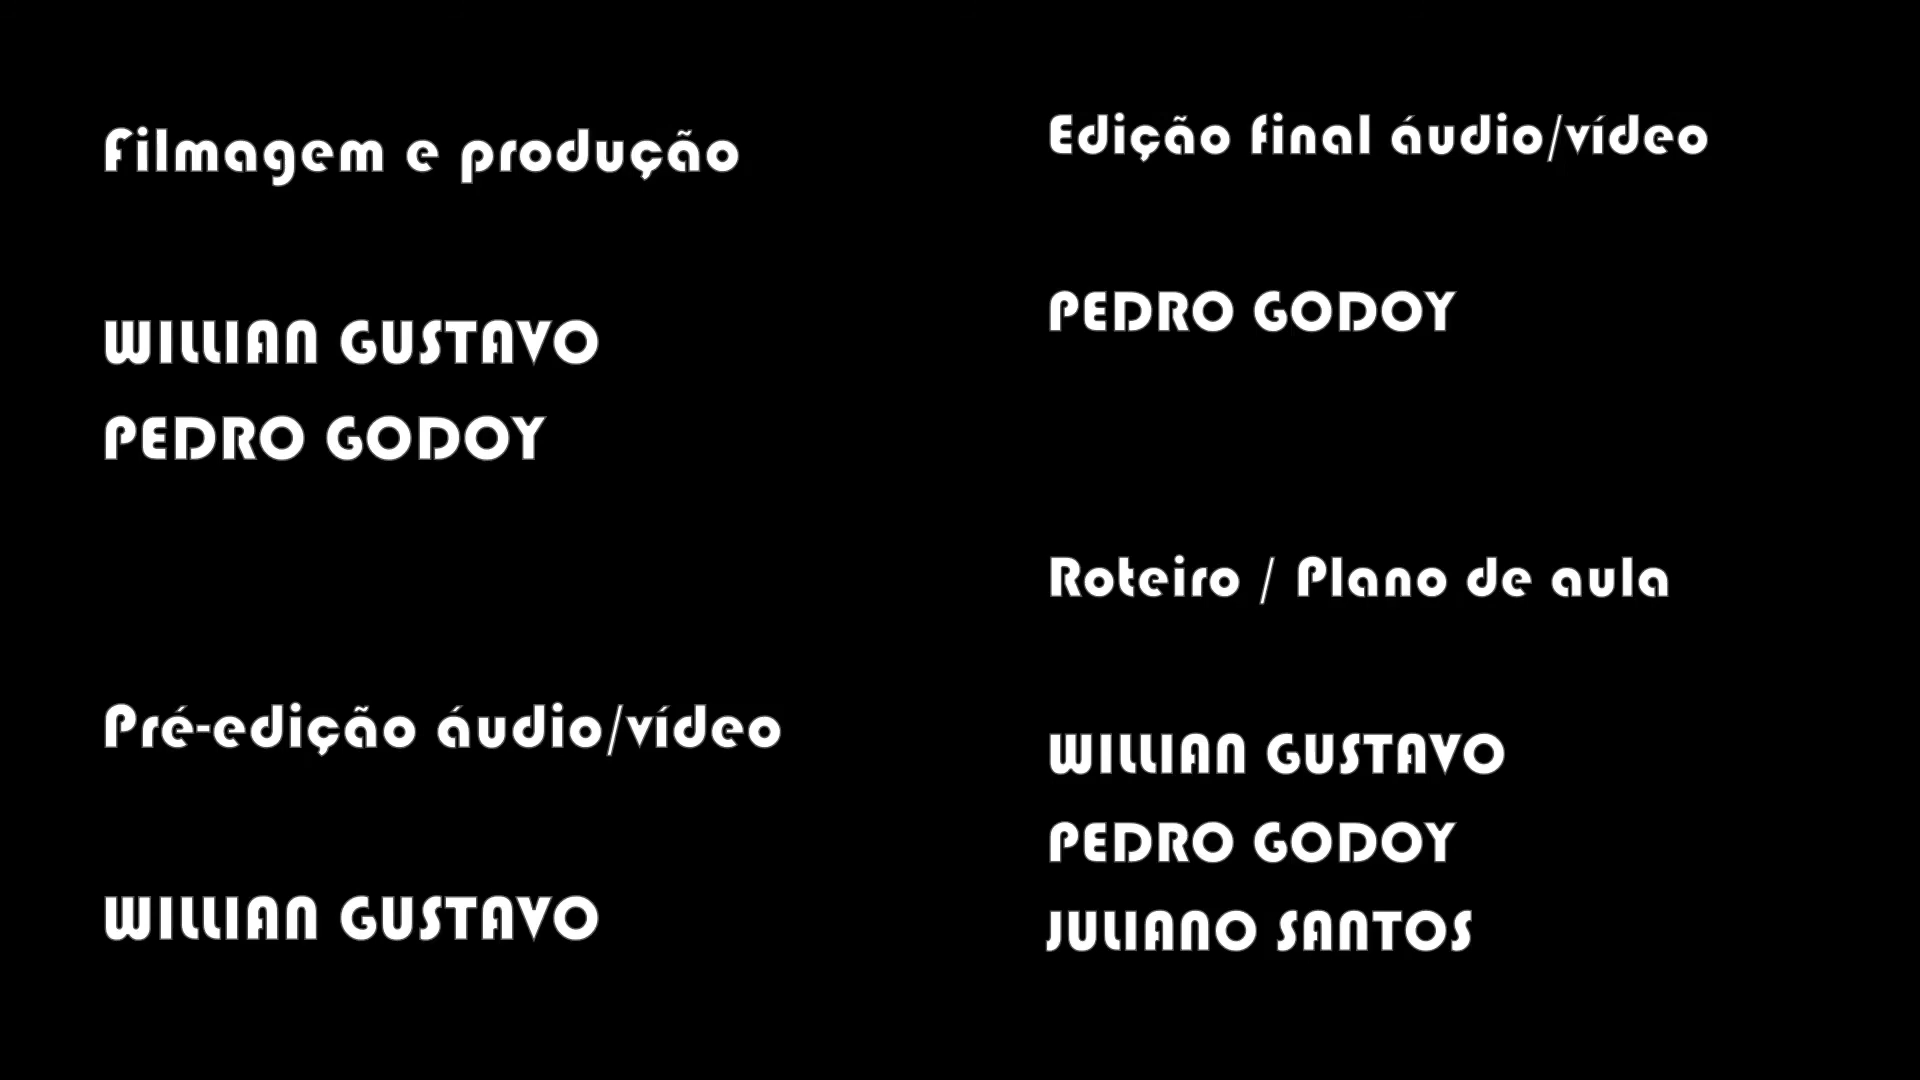 Filmagem e produção
WILLIAN GUSTAVO
PEDRO GODOY
Pré-edição áudio/vídeo
WILLIAN GUSTAVO
Edição final áudio/vídeo
PEDRO GODOY
Roteiro / Plano de aula
WILLIAN GUSTAVO
PEDRO GODOY
JULIANO SANTOS